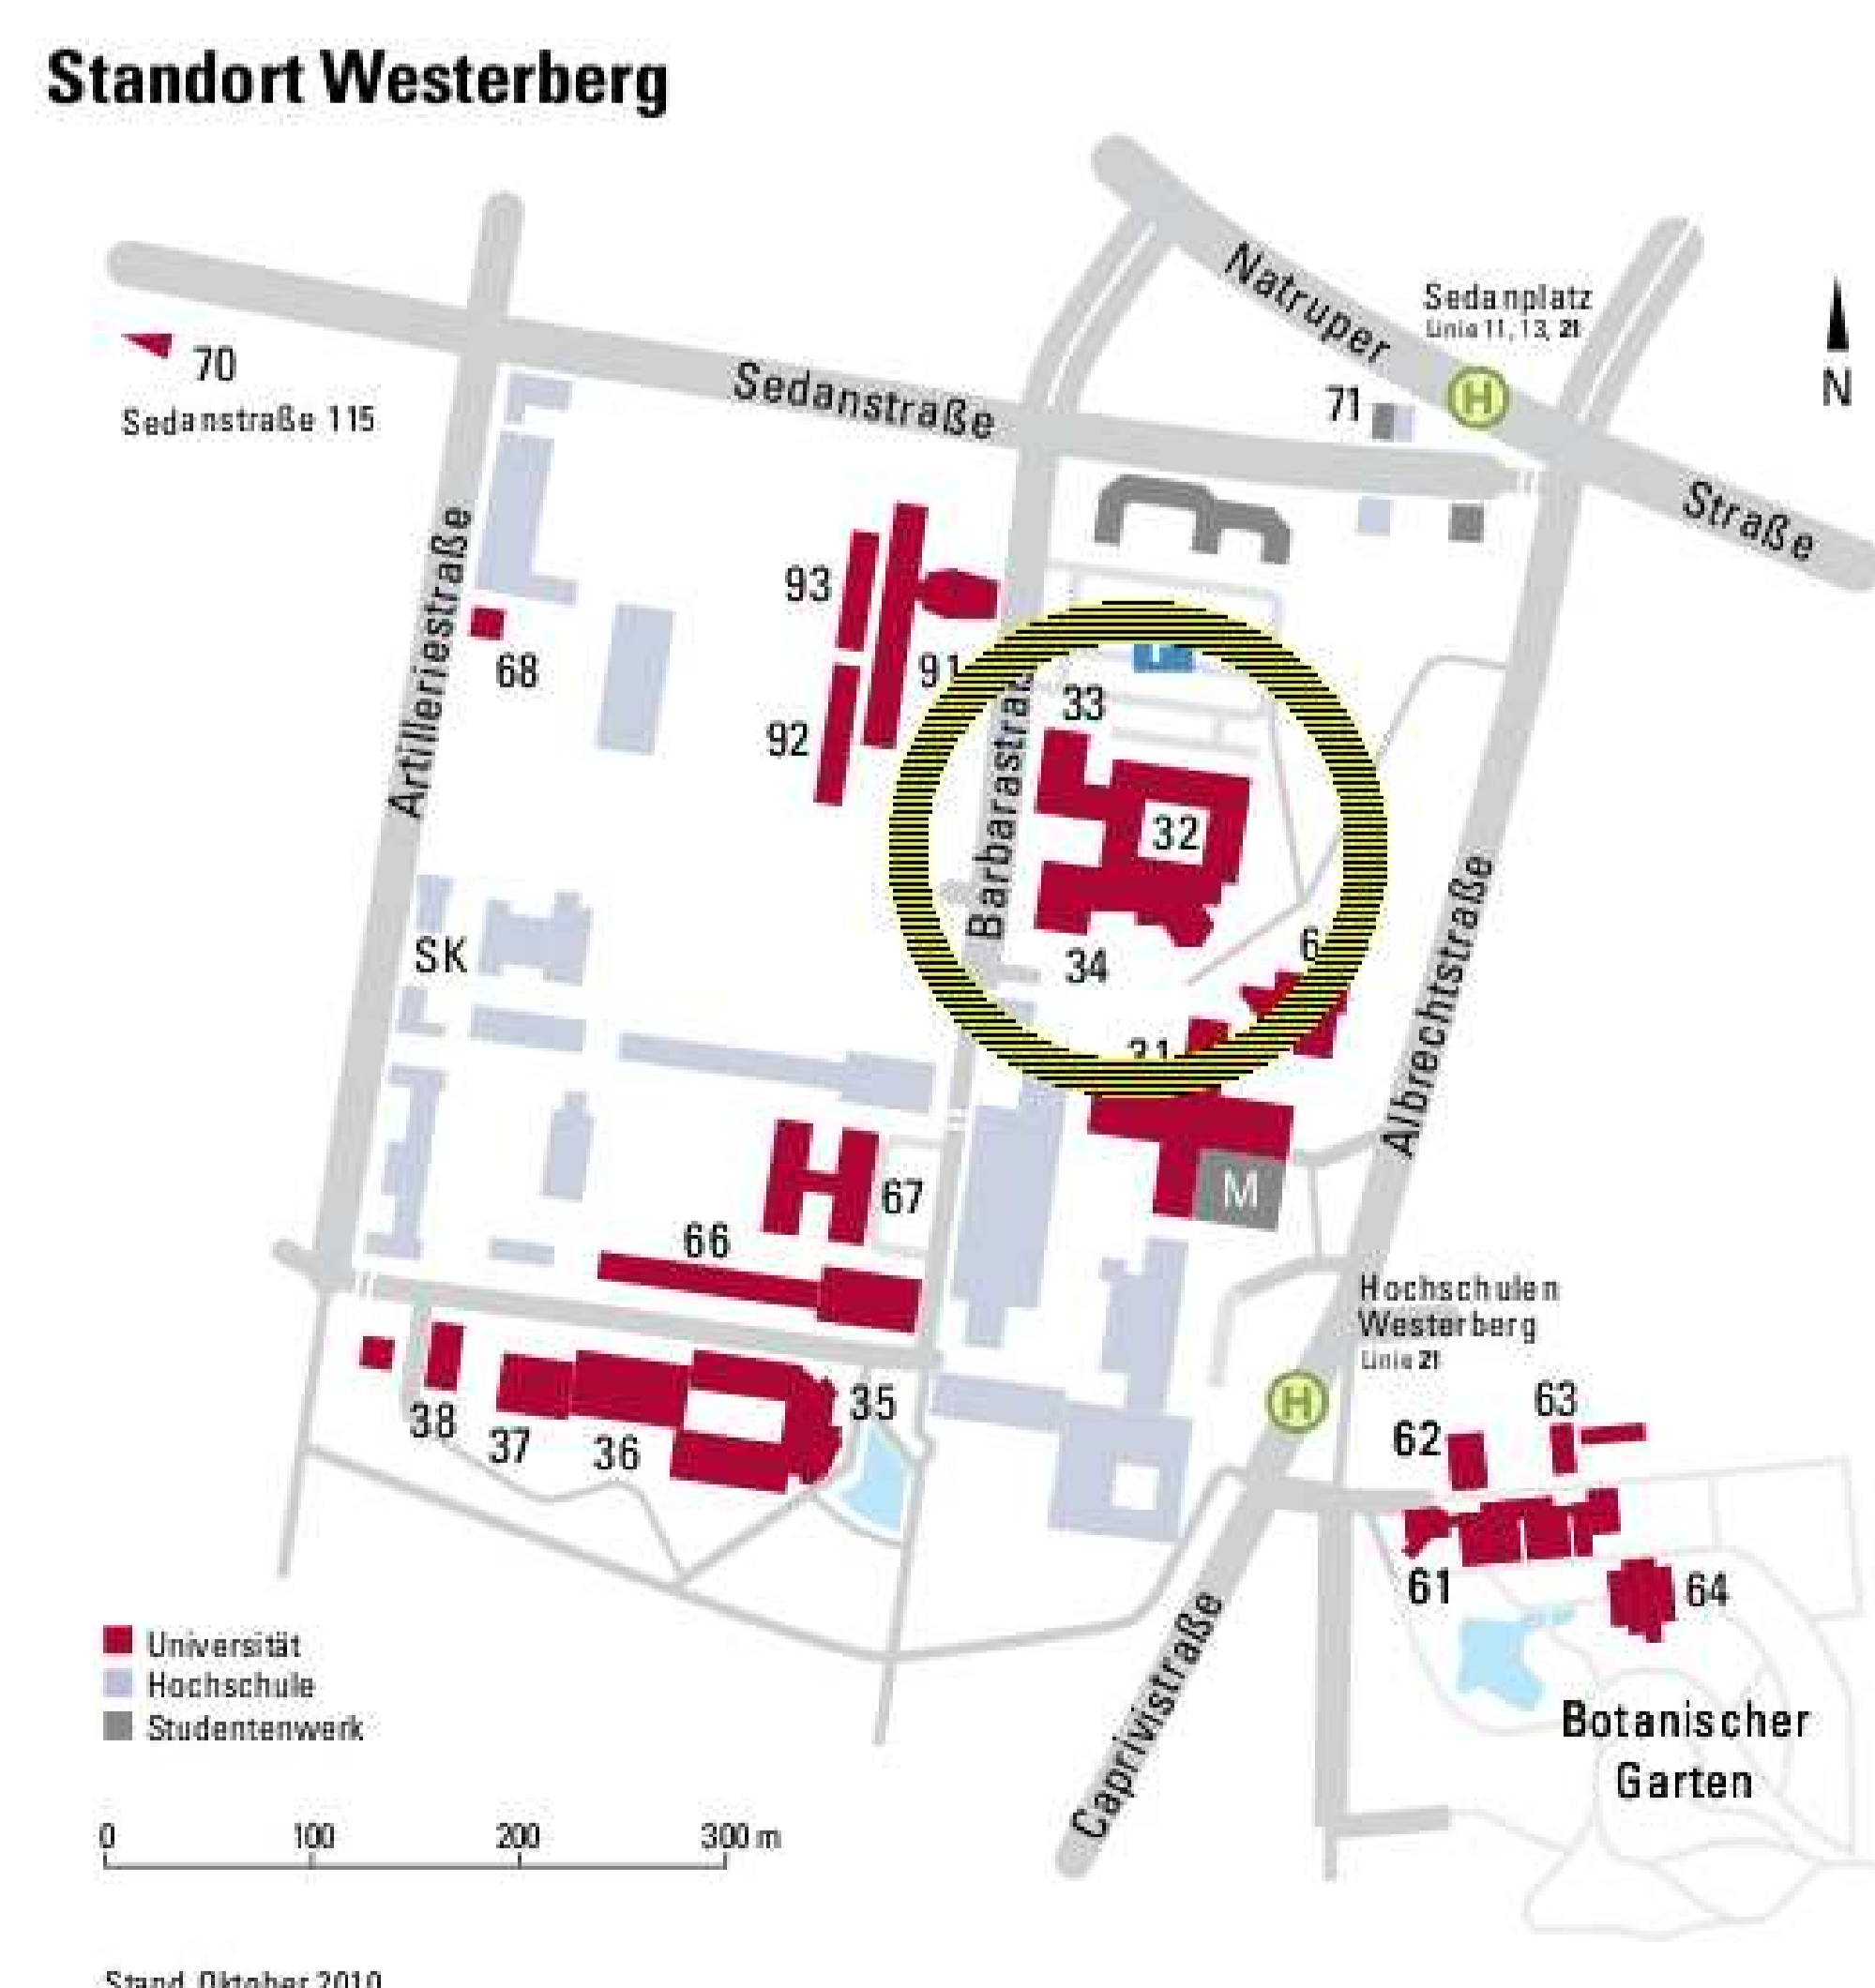 Standort Westerberg
Natruper
Sedanplatz
Linie 11, 13, 21
H
N
70
Sedanstraße 115
Sedanstraße
71
Straße
Artilleriestraße
93
68
91
92
33
Barbarastraß
32
34
6
SK
31
Albrechtstraße
67
66
M
Hochschulen
Westerberg
Linie 21
H
35
38
37
36
62
63
61
64
Universität
Hochschule
Studentenwerk
Caprivistraße
Botanischer
Garten
0 100 200 300 m
Stand Oktober 2010